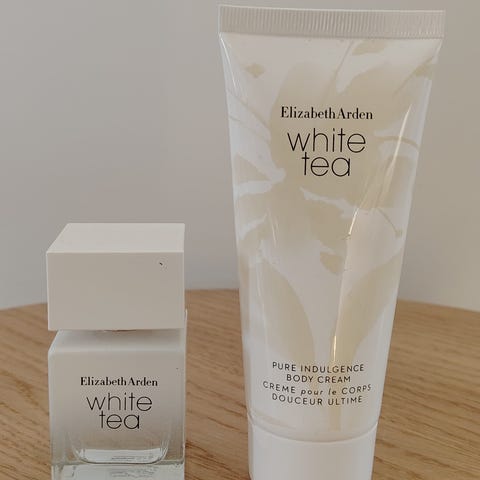 ElizabethArden
white
tea
ElizabethArden
white
tea
PURE INDULGENCE
BODY CREAM
CREME pour le CORPS
DOUCEUR ULTIME